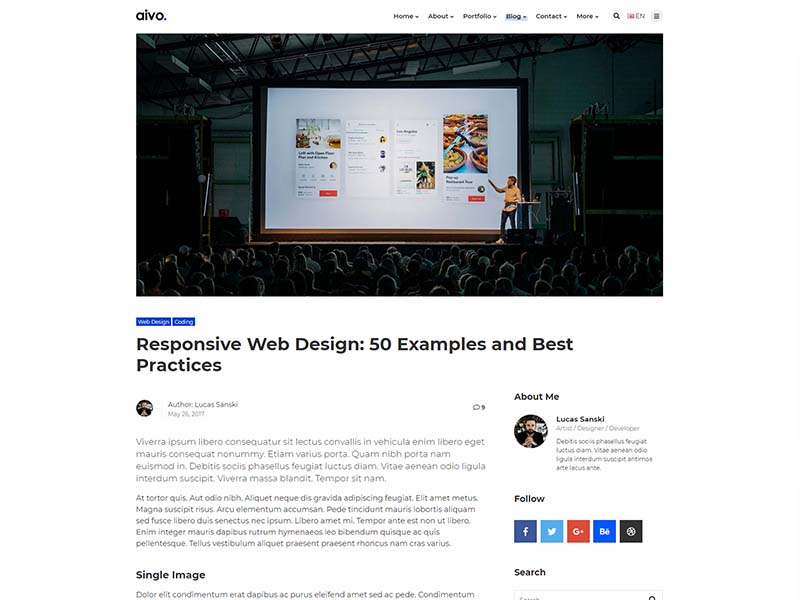 aivo.
Home About Portfolio Blog Contact More EN
Los Angeles
Loft with Open Floor
Plan and Kitchen
Pop-up
Restaurant Tour
Web Design Coding
Responsive Web Design: 50 Examples and Best
Practices
Author: Lucas Sanski
May 26, 2017
9
Viverra ipsum libero consequatur sit lectus convallis in vehicula enim libero eget
mauris consequat nonummy. Etiam varius porta. Quam nibh porta nam
euismod in. Debitis sociis phasellus feugiat luctus diam. Vitae aenean odio ligula
interdum suscipit. Viverra massa blandit. Tempor sit nam.
At tortor quis. Aut odio nibh. Aliquet neque dis gravida adipiscing feugiat. Elit amet metus.
Magna suscipit risus. Arcu elementum accumsan. Pede tincidunt mauris lobortis aliquam
sed fusce libero duis senectus nec ipsum. Libero amet mi. Tempor ante est non ut libero.
Enim integer mauris dapibus rutrum hymenaeos leo bibendum quisque ac quis
pellentesque. Tellus vestibulum aliquet praesent praesent rhoncus nam cras varius.
Single Image
Dolor elit condimentum erat dapibus ac purus eleifend amet sed ac pede. Condimentum
About Me
Lucas Sanski
Artist / Designer / Developer
Debitis sociis phasellus feugiat
luctus diam. Vitae aenean odio
ligula interdum suscipit antimoa
arte lacus ante.
Follow
f G+ Bē
Search
Search